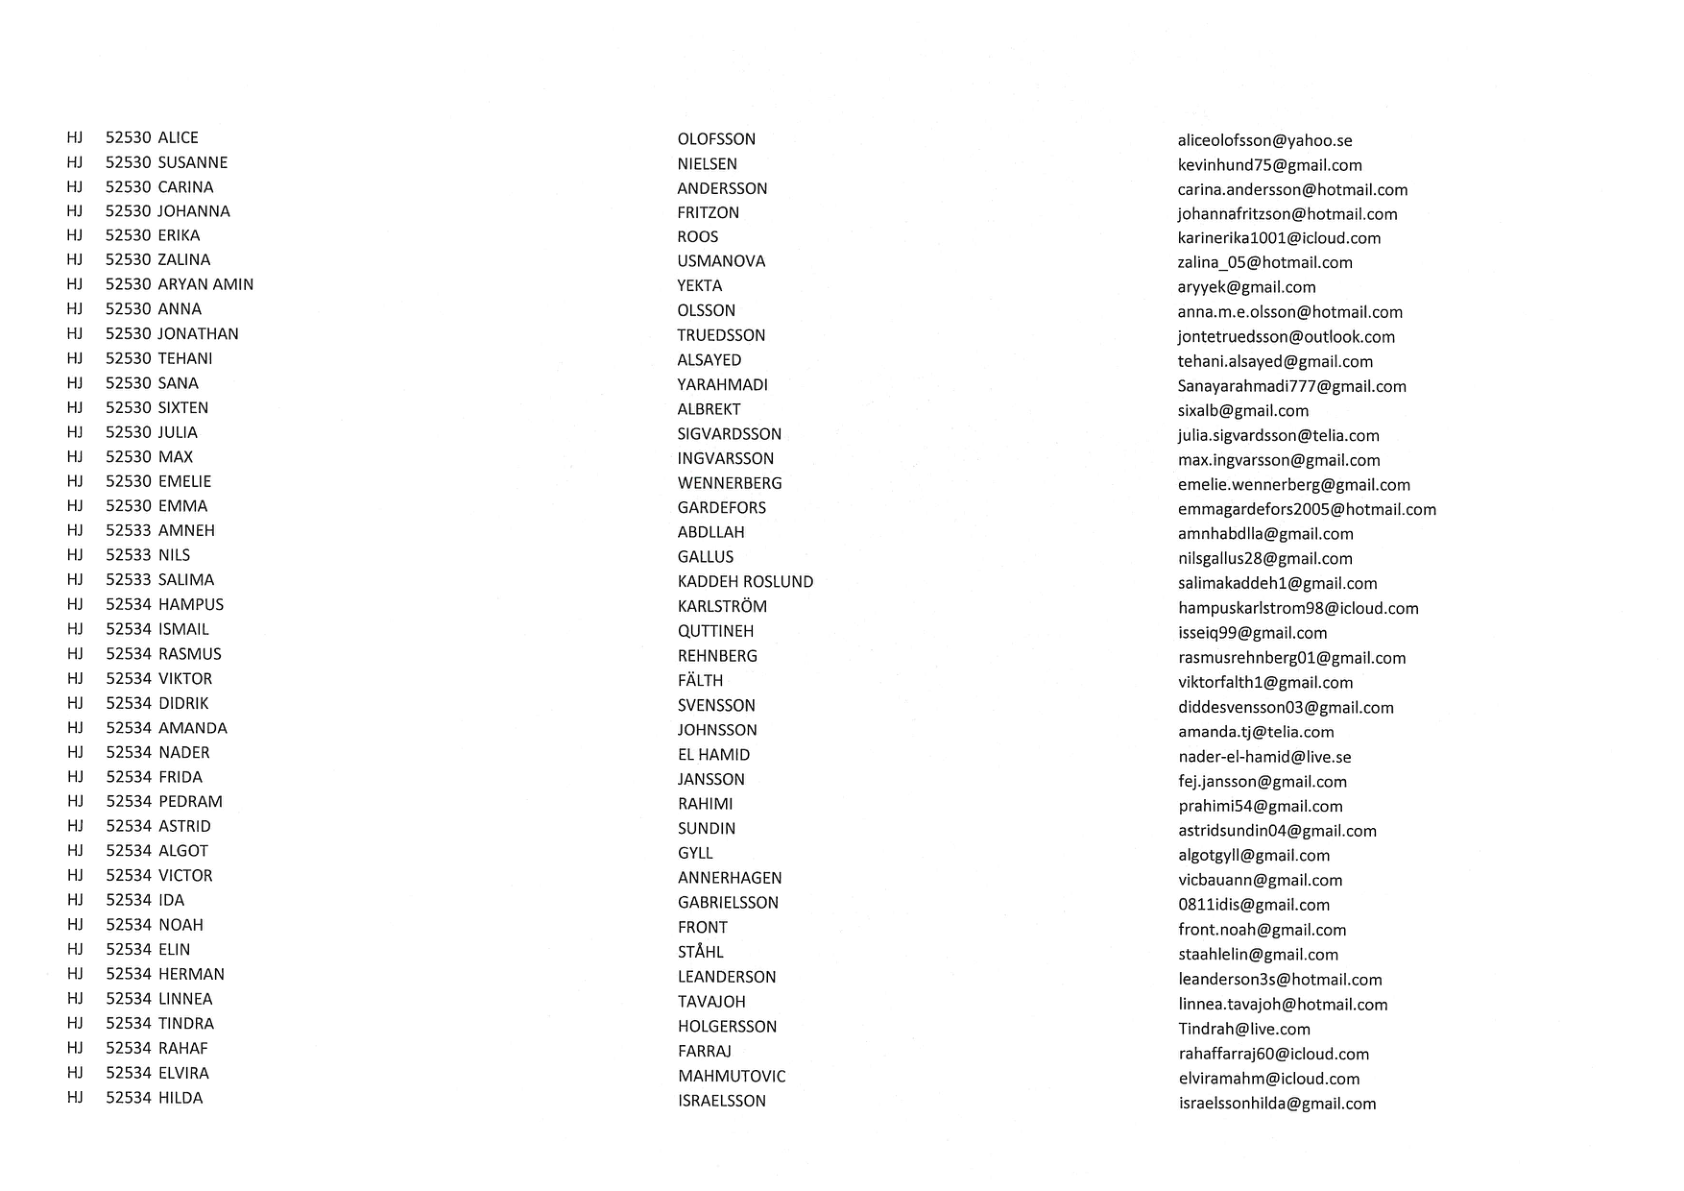 HJ 52530 ALICE OLOFSSON aliceolofsson@yahoo.se
HJ 52530 SUSANNE NIELSEN kevinhund75@gmail.com
HJ 52530 CARINA ANDERSSON carina.andersson@hotmail.com
HJ 52530 JOHANNA FRITZON johannafritzson@hotmail.com
HJ 52530 ERIKA ROOS karinerika1001@icloud.com
HJ 52530 ZALINA USMANOVA zalina_05@hotmail.com
HJ 52530 ARYAN AMIN YEKTA aryyek@gmail.com
HJ 52530 ANNA OLSSON anna.m.e.olsson@hotmail.com
HJ 52530 JONATHAN TRUEDSSON jontetruedsson@outlook.com
HJ 52530 TEHANI ALSAYED tehani.alsayed@gmail.com
HJ 52530 SANA YARAHMADI Sanayarahmadi777@gmail.com
HJ 52530 SIXTEN ALBREKT sixalb@gmail.com
HJ 52530 JULIA SIGVARDSSON julia.sigvardsson@telia.com
HJ 52530 MAX INGVARSSON max.ingvarsson@gmail.com
HJ 52530 EMELIE WENNERBERG emelie.wennerberg@gmail.com
HJ 52530 EMMA GARDEFORS emmagardefors2005@hotmail.com
HJ 52533 AMNEH ABDLLAH amnhabdlla@gmail.com
HJ 52533 NILS GALLUS nilsgallus28@gmail.com
HJ 52533 SALIMA KADDEH ROSLUND salimakaddeh1@gmail.com
HJ 52534 HAMPUS KARLSTRÖM hampuskarlstrom98@icloud.com
HJ 52534 ISMAIL QUTTINEH isseiq99@gmail.com
HJ 52534 RASMUS REHNBERG rasmusrehnberg01@gmail.com
HJ 52534 VIKTOR FÄLTH viktorfalth1@gmail.com
HJ 52534 DIDRIK SVENSSON diddesvensson03@gmail.com
HJ 52534 AMANDA JOHNSSON amanda.tj@telia.com
HJ 52534 NADER EL HAMID nader-el-hamid@live.se
HJ 52534 FRIDA JANSSON fej.jansson@gmail.com
HJ 52534 PEDRAM RAHIMI prahimi54@gmail.com
HJ 52534 ASTRID SUNDIN astridsundin04@gmail.com
HJ 52534 ALGOT GYLL algotgyll@gmail.com
HJ 52534 VICTOR ANNERHAGEN vicbauann@gmail.com
HJ 52534 IDA GABRIELSSON 0811idis@gmail.com
HJ 52534 NOAH FRONT front.noah@gmail.com
HJ 52534 ELIN STÅHL staahlelin@gmail.com
HJ 52534 HERMAN LEANDERSON leanderson3s@hotmail.com
HJ 52534 LINNEA TAVAJOH linnea.tavajoh@hotmail.com
HJ 52534 TINDRA HOLGERSSON Tindrah@live.com
HJ 52534 RAHAF FARRAJ rahaffarraj60@icloud.com
HJ 52534 ELVIRA MAHMUTOVIC elviramahm@icloud.com
HJ 52534 HILDA ISRAELSSON israelssonhilda@gmail.com